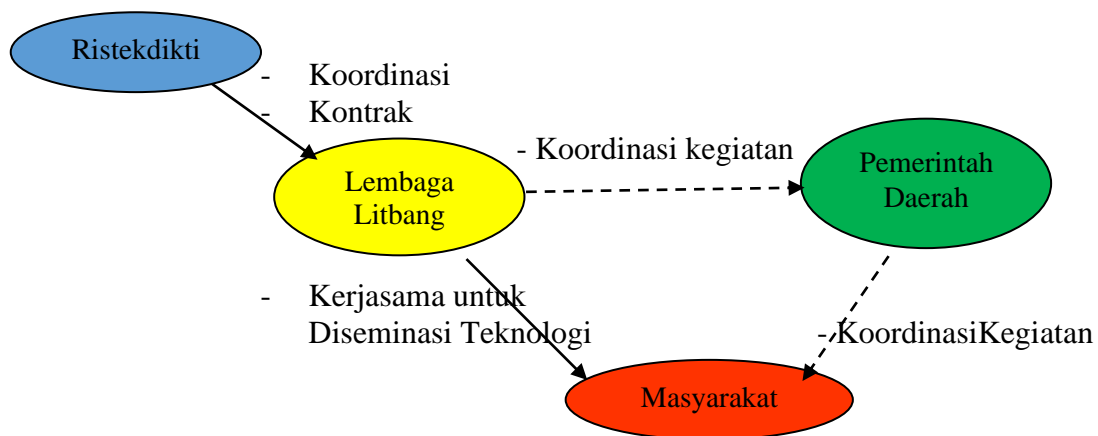 Ristekdikti
- Koordinasi
- Kontrak
- Koordinasi kegiatan
Pemerintah
Daerah
Lembaga
Litbang
- Kerjasama untuk
Diseminasi Teknologi
- KoordinasiKegiatan
Masyarakat